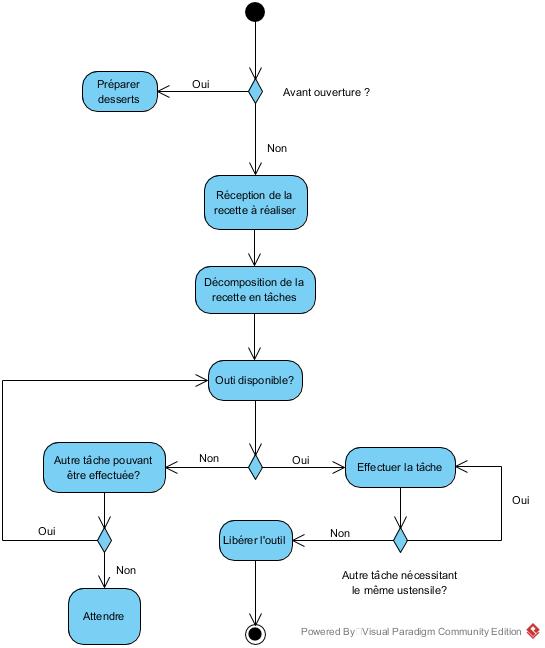 Préparer
desserts
Oui
Avant ouverture ?
Non
Réception de la
recette à réaliser
Décomposition de la
recette en tâches
Outi disponible?
Autre tâche pouvant
être effectuée?
Non
Oui
Effectuer la tâche
Oui
Oui
Libérer l'outil
Non
Non
Autre tâche nécessitant
le même ustensile?
Attendre
Powered By Visual Paradigm Community Edition